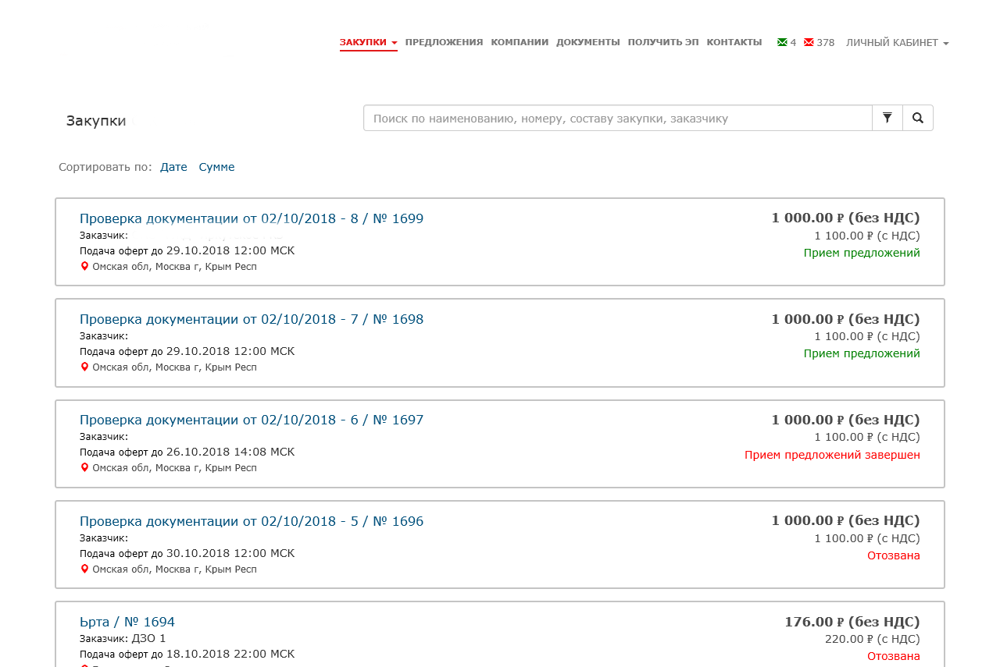 ЗАКУПКИ ПРЕДЛОЖЕНИЯ КОМПАНИИ ДОКУМЕНТЫ ПОЛУЧИТЬ ЭП КОНТАКТЫ 4 378 ЛИЧНЫЙ КАБИНЕТ
Закупки
Поиск по наименованию, номеру, составу закупки, заказчику
Сортировать по: Дате Сумме
Проверка документации от 02/10/2018 - 8 / № 1699
1 000.00 ₽ (без НДС)
Заказчик:
1 100.00 ₽ (с НДС)
Подача оферт до 29.10.2018 12:00 МСК
Прием предложений
Омская обл, Москва г, Крым Респ
Проверка документации от 02/10/2018 - 7 / № 1698
1 000.00 ₽ (без НДС)
Заказчик:
1 100.00 ₽ (с НДС)
Подача оферт до 29.10.2018 12:00 МСК
Прием предложений
Омская обл, Москва г, Крым Респ
Проверка документации от 02/10/2018 - 6 / № 1697
1 000.00 ₽ (без НДС)
Заказчик:
1 100.00 ₽ (с НДС)
Подача оферт до 26.10.2018 14:08 МСК
Прием предложений завершен
Омская обл, Москва г, Крым Респ
Проверка документации от 02/10/2018 - 5 / № 1696
1 000.00 ₽ (без НДС)
Заказчик:
1 100.00 ₽ (с НДС)
Подача оферт до 30.10.2018 12:00 МСК
Отозвана
Омская обл, Москва г, Крым Респ
Ьрта / № 1694
176.00 ₽ (без НДС)
Заказчик: ДЗО 1
220.00 ₽ (с НДС)
Подача оферт до 18.10.2018 22:00 МСК
Отозвана